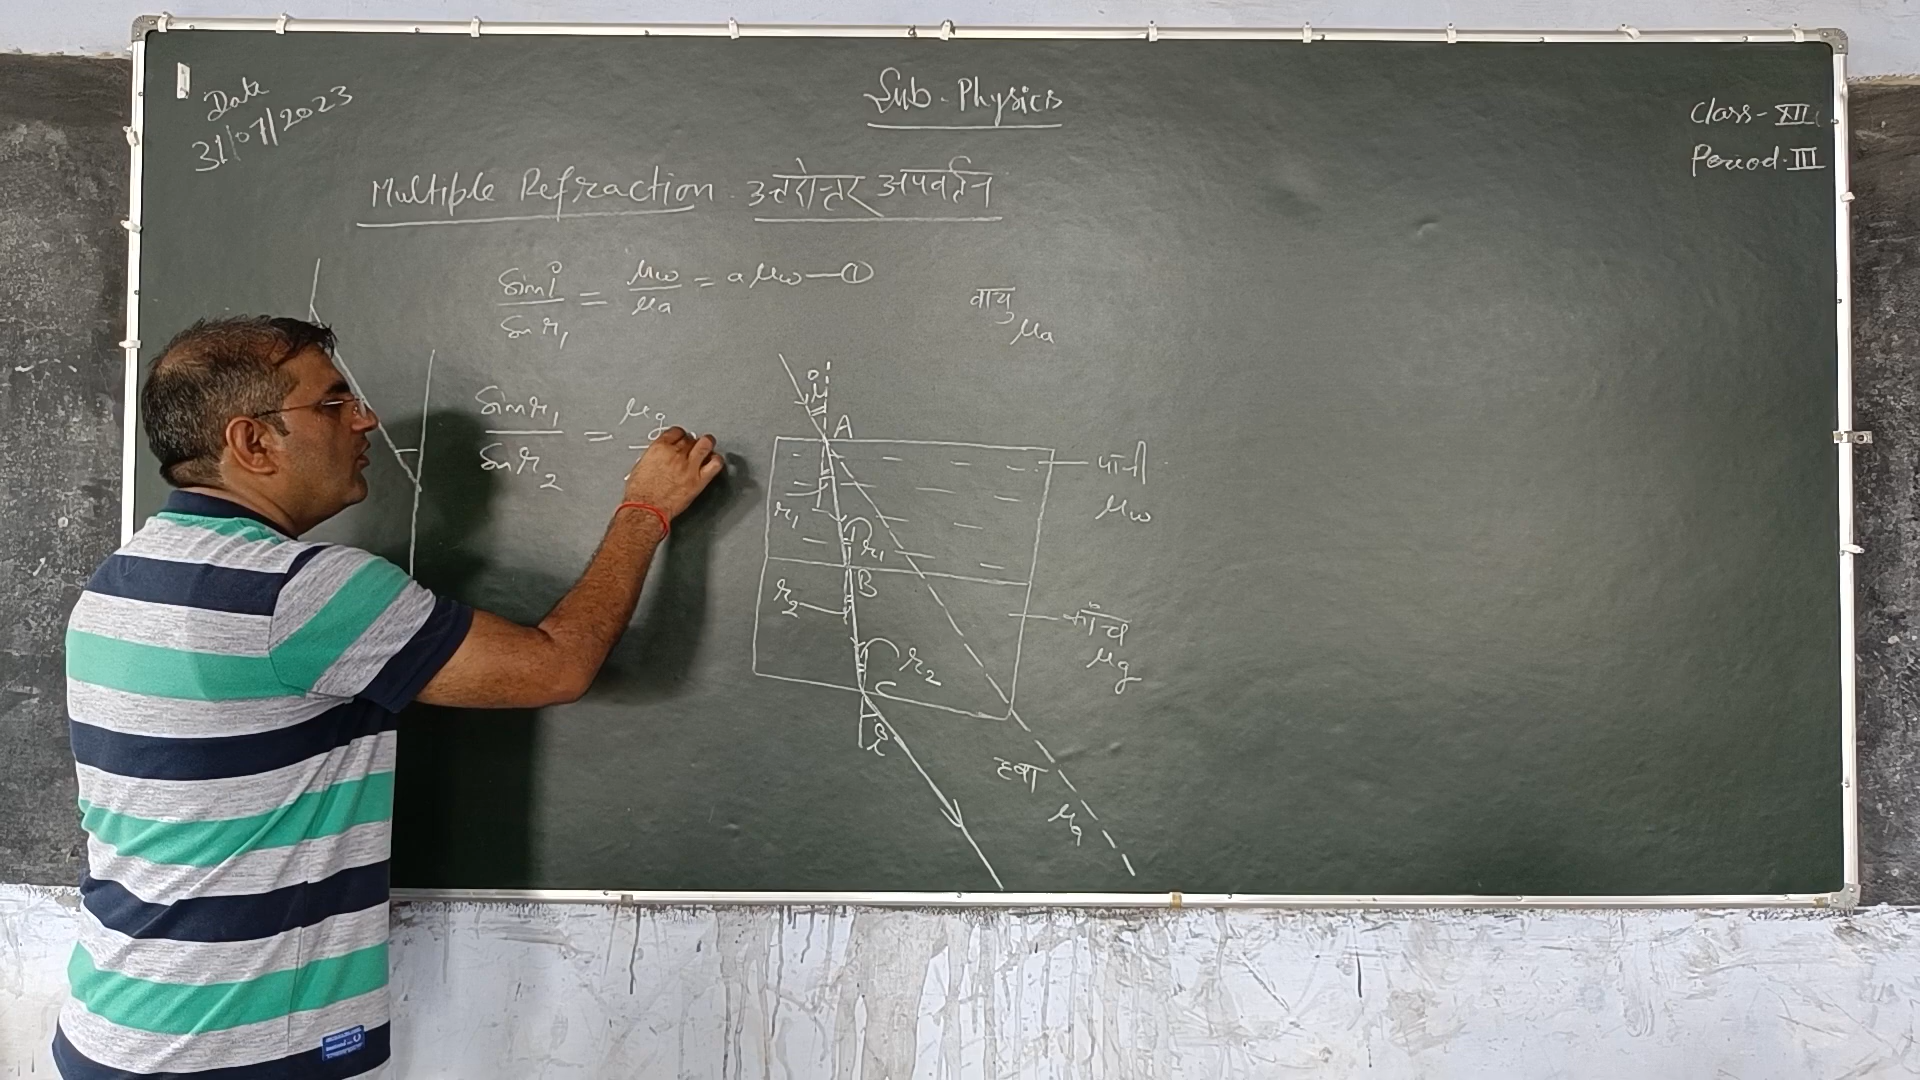 Date
31/07/2023
Sub - Physics
Class - XII
Period - III
Multiple Refraction उत्तरोत्तर अपवर्तन
sin i / sin r₁ = μw / μa = aμw — ①
वायु
μa
sin r₁ / sin r₂ = μg
i
A
पानी
μw
r₁
r₁
B
r₂
काँच
μg
r₂
C
हवा
μa